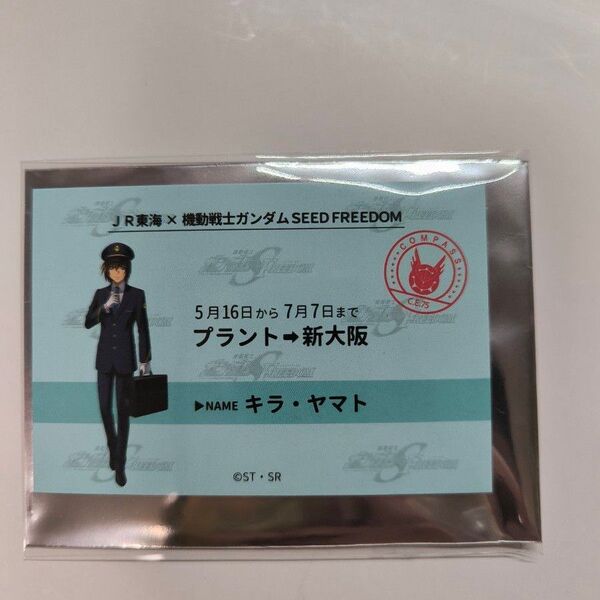 JR東海 × 機動戦士ガンダム SEED FREEDOM
COMPASS
C.E.75
5月16日から 7月7日まで
プラント➡新大阪
▶NAME キラ・ヤマト
©ST・SR